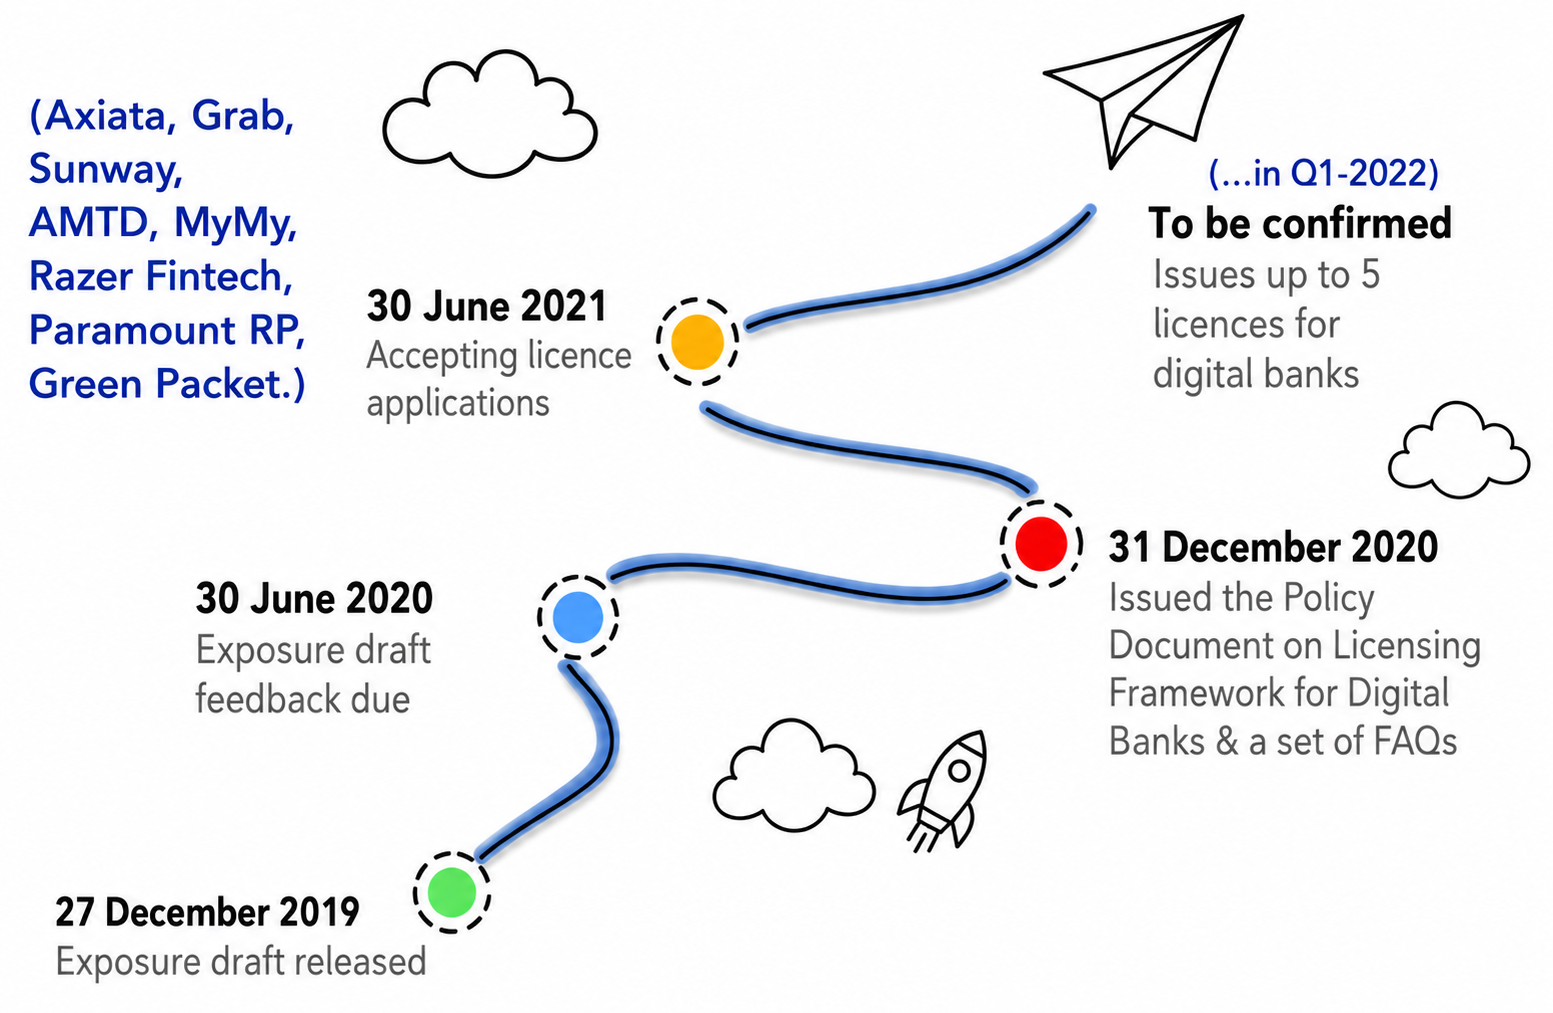 (Axiata, Grab,
Sunway,
AMTD, MyMy,
Razer Fintech,
Paramount RP,
Green Packet.)
(...in Q1-2022)
To be confirmed
Issues up to 5
licences for
digital banks
30 June 2021
Accepting licence
applications
31 December 2020
Issued the Policy
Document on Licensing
Framework for Digital
Banks & a set of FAQs
30 June 2020
Exposure draft
feedback due
27 December 2019
Exposure draft released